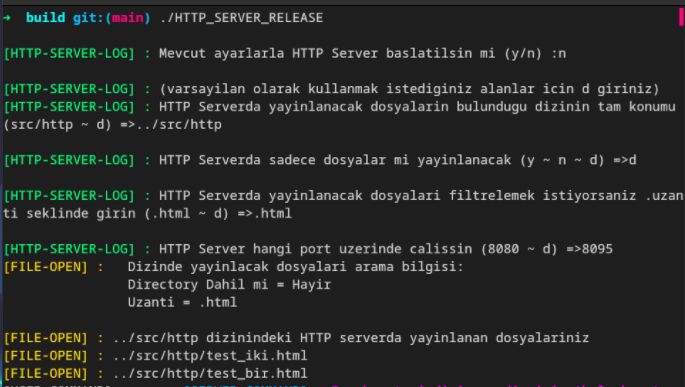 → build git:(main) ./HTTP_SERVER_RELEASE
[HTTP-SERVER-LOG] : Mevcut ayarlarla HTTP Server baslatilsin mi (y/n) :n
[HTTP-SERVER-LOG] : (varsayilan olarak kullanmak istediginiz alanlar icin d giriniz)
[HTTP-SERVER-LOG] : HTTP Serverda yayinlanacak dosyalarin bulundugu dizinin tam konumu
(src/http ~ d) =>../src/http
[HTTP-SERVER-LOG] : HTTP Serverda sadece dosyalar mi yayinlanacak (y ~ n ~ d) =>d
[HTTP-SERVER-LOG] : HTTP Serverda yayinlanacak dosyalari filtrelemek istiyorsaniz .uzan
ti seklinde girin (.html ~ d) =>.html
[HTTP-SERVER-LOG] : HTTP Server hangi port uzerinde calissin (8080 ~ d) =>8095
[FILE-OPEN] : Dizinde yayinlacak dosyalari arama bilgisi:
Directory Dahil mi = Hayir
Uzanti = .html
[FILE-OPEN] : ../src/http dizinindeki HTTP serverda yayinlanan dosyalariniz
[FILE-OPEN] : ../src/http/test_iki.html
[FILE-OPEN] : ../src/http/test_bir.html